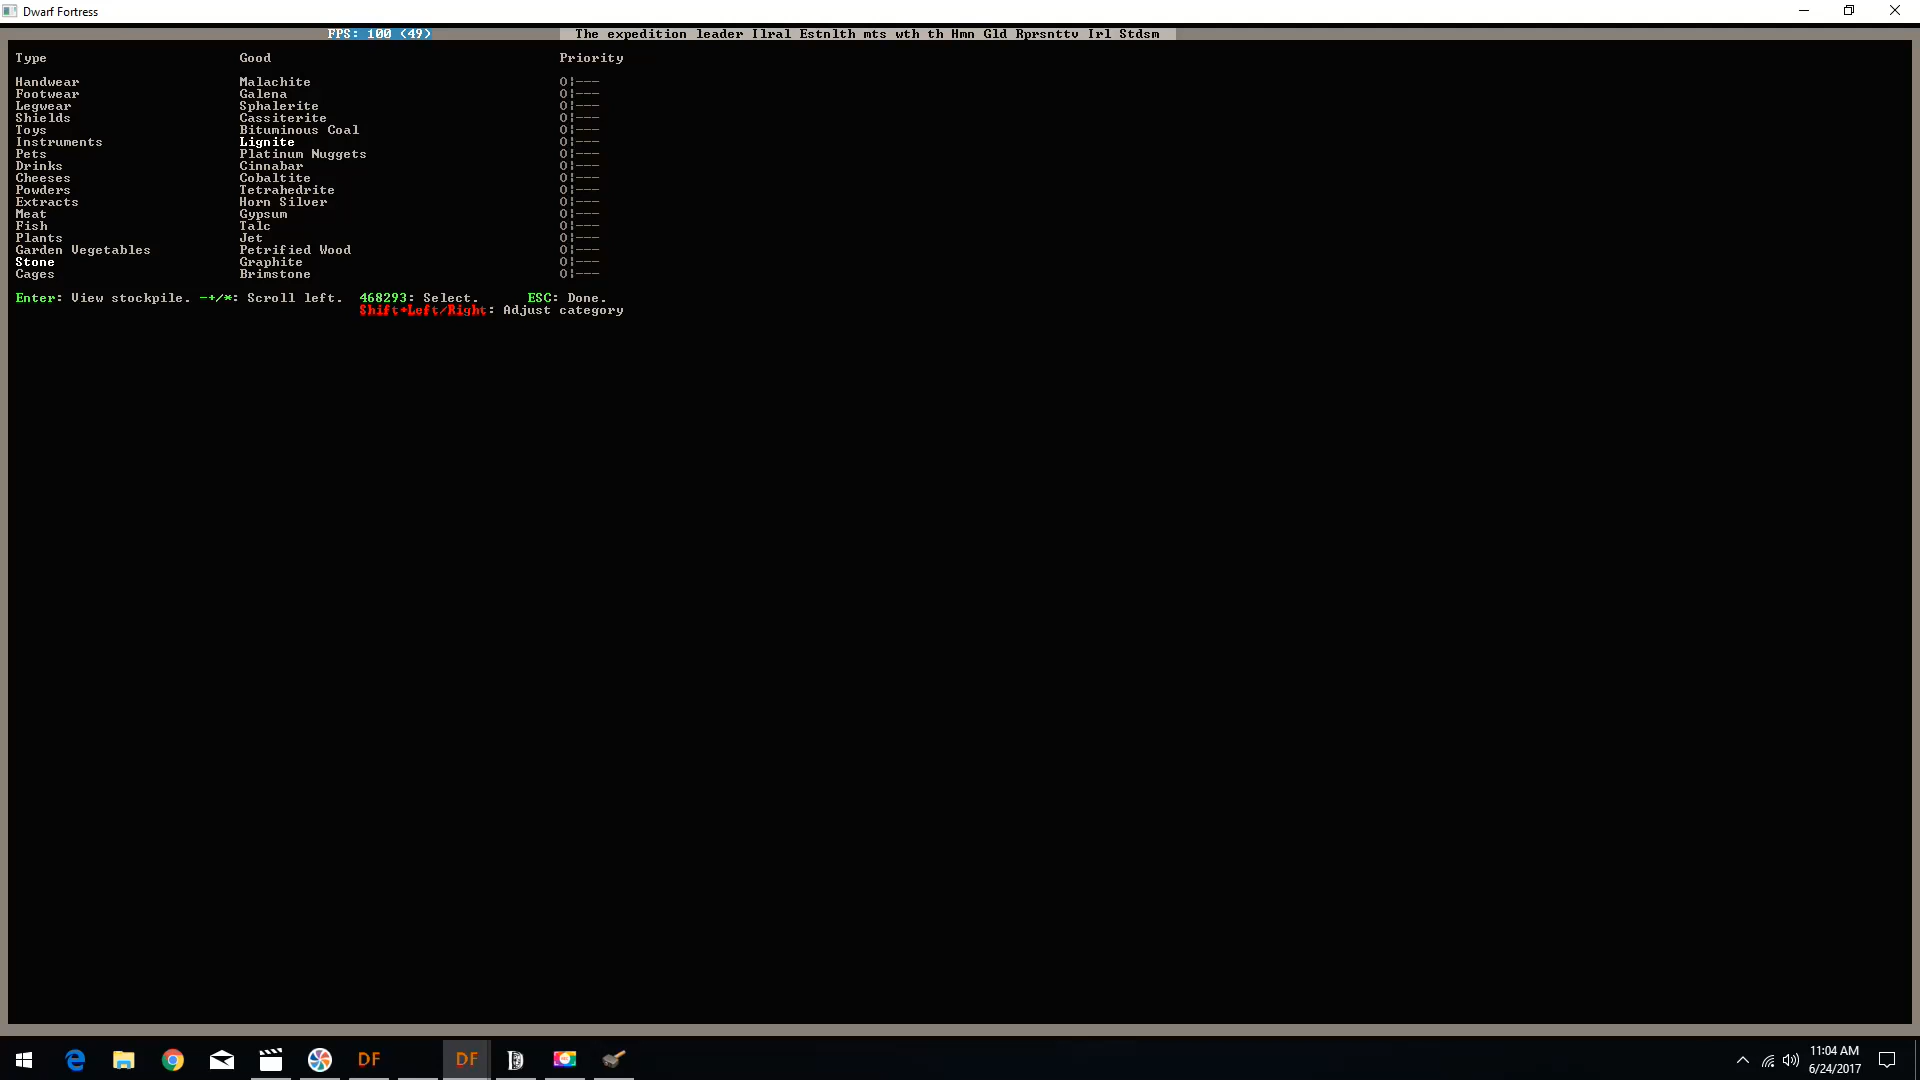 Dwarf Fortress
FPS: 100 (49) The expedition leader Ilral Estnlth mts wth th Hmn Gld Rprsnttv Irl Stdsm
Type Good Priority
Handwear Malachite 0|---
Footwear Galena 0|---
Legwear Sphalerite 0|---
Shields Cassiterite 0|---
Toys Bituminous Coal 0|---
Instruments Lignite 0|---
Pets Platinum Nuggets 0|---
Drinks Cinnabar 0|---
Cheeses Cobaltite 0|---
Powders Tetrahedrite 0|---
Extracts Horn Silver 0|---
Meat Gypsum 0|---
Fish Talc 0|---
Plants Jet 0|---
Garden Vegetables Petrified Wood 0|---
Stone Graphite 0|---
Cages Brimstone 0|---
Enter: View stockpile. -+/*: Scroll left. 468293: Select. ESC: Done.
Shift+Left/Right: Adjust category
DF DF
11:04 AM
6/24/2017